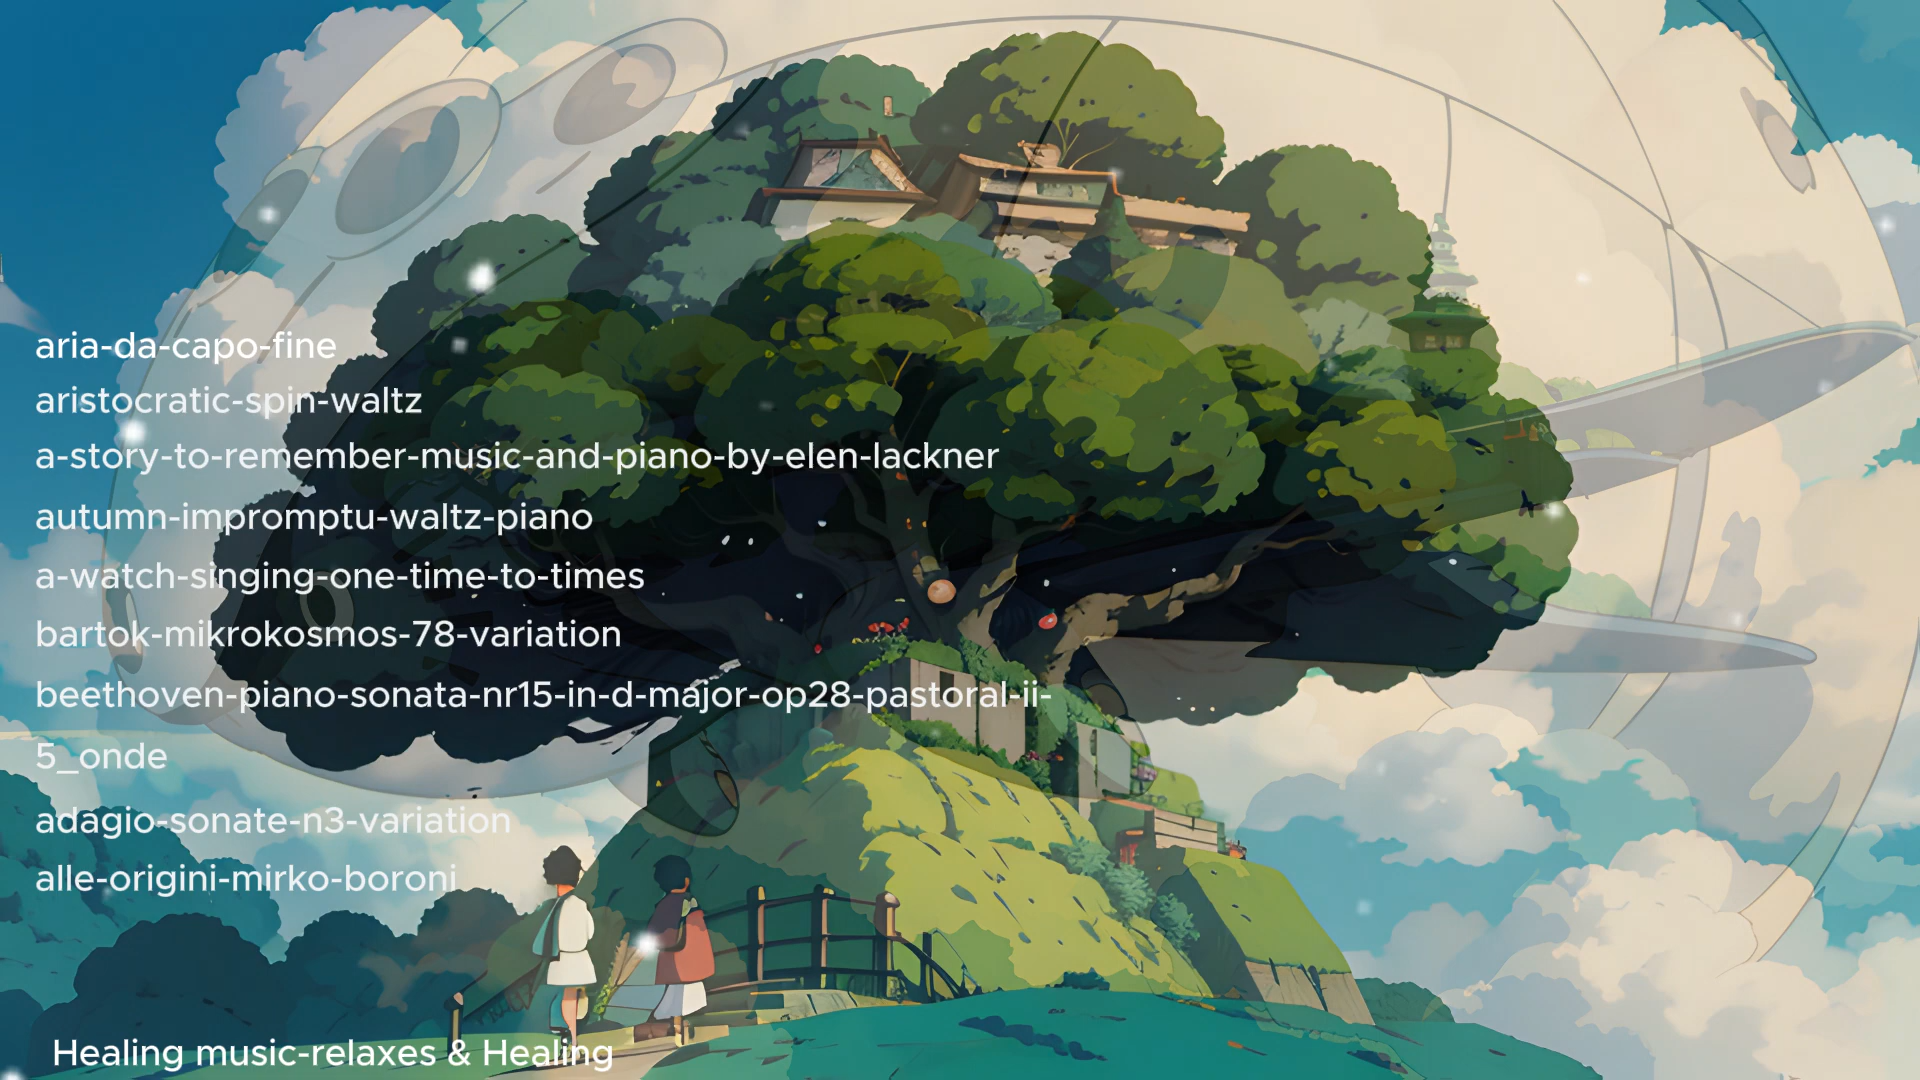 aria-da-capo-fine
aristocratic-spin-waltz
a-story-to-remember-music-and-piano-by-elen-lackner
autumn-impromptu-waltz-piano
a-watch-singing-one-time-to-times
bartok-mikrokosmos-78-variation
beethoven-piano-sonata-nr15-in-d-major-op28-pastoral-ii-
5_onde
adagio-sonate-n3-variation
alle-origini-mirko-boroni
Healing music-relaxes & Healing